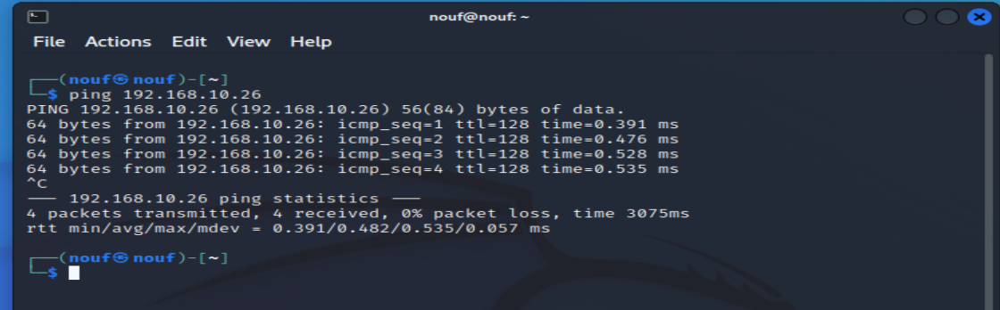 nouf@nouf: ~
File Actions Edit View Help
┌──(nouf㉿nouf)-[~]
└─$ ping 192.168.10.26
PING 192.168.10.26 (192.168.10.26) 56(84) bytes of data.
64 bytes from 192.168.10.26: icmp_seq=1 ttl=128 time=0.391 ms
64 bytes from 192.168.10.26: icmp_seq=2 ttl=128 time=0.476 ms
64 bytes from 192.168.10.26: icmp_seq=3 ttl=128 time=0.528 ms
64 bytes from 192.168.10.26: icmp_seq=4 ttl=128 time=0.535 ms
^C
--- 192.168.10.26 ping statistics ---
4 packets transmitted, 4 received, 0% packet loss, time 3075ms
rtt min/avg/max/mdev = 0.391/0.482/0.535/0.057 ms
┌──(nouf㉿nouf)-[~]
└─$